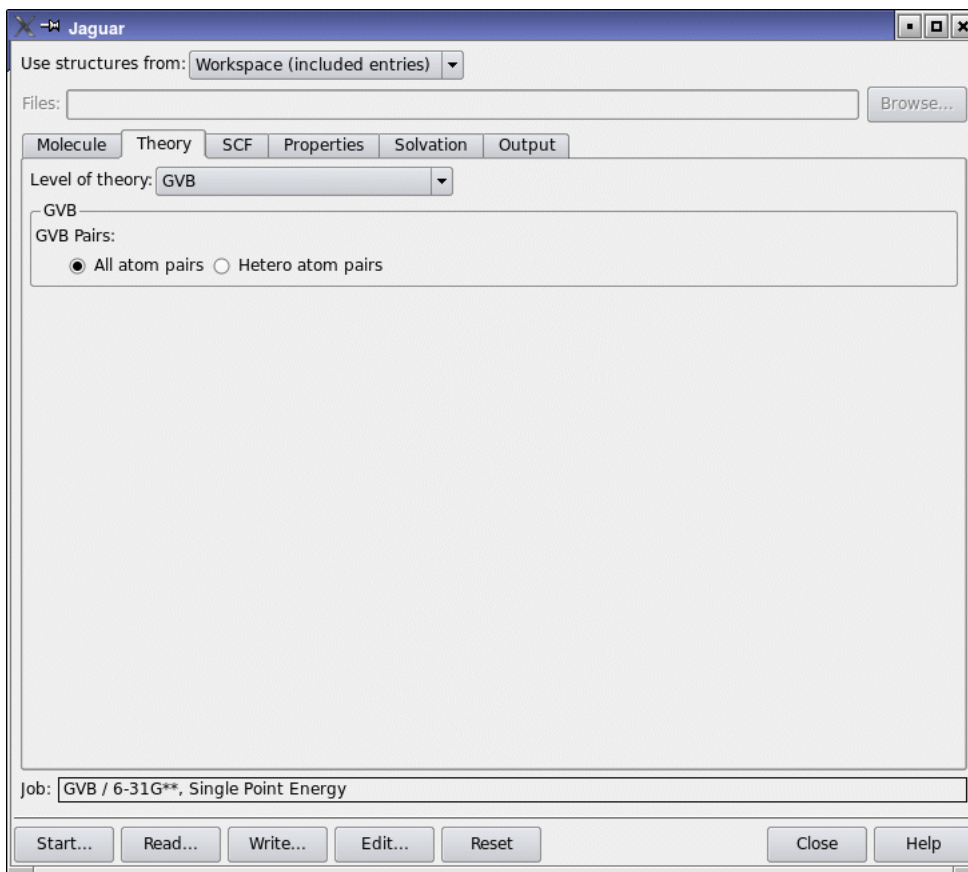 Jaguar
Use structures from: Workspace (included entries)
Files: Browse...
Molecule Theory SCF Properties Solvation Output
Level of theory: GVB
GVB
GVB Pairs:
All atom pairs Hetero atom pairs
Job: GVB / 6-31G**, Single Point Energy
Start... Read... Write... Edit... Reset Close Help